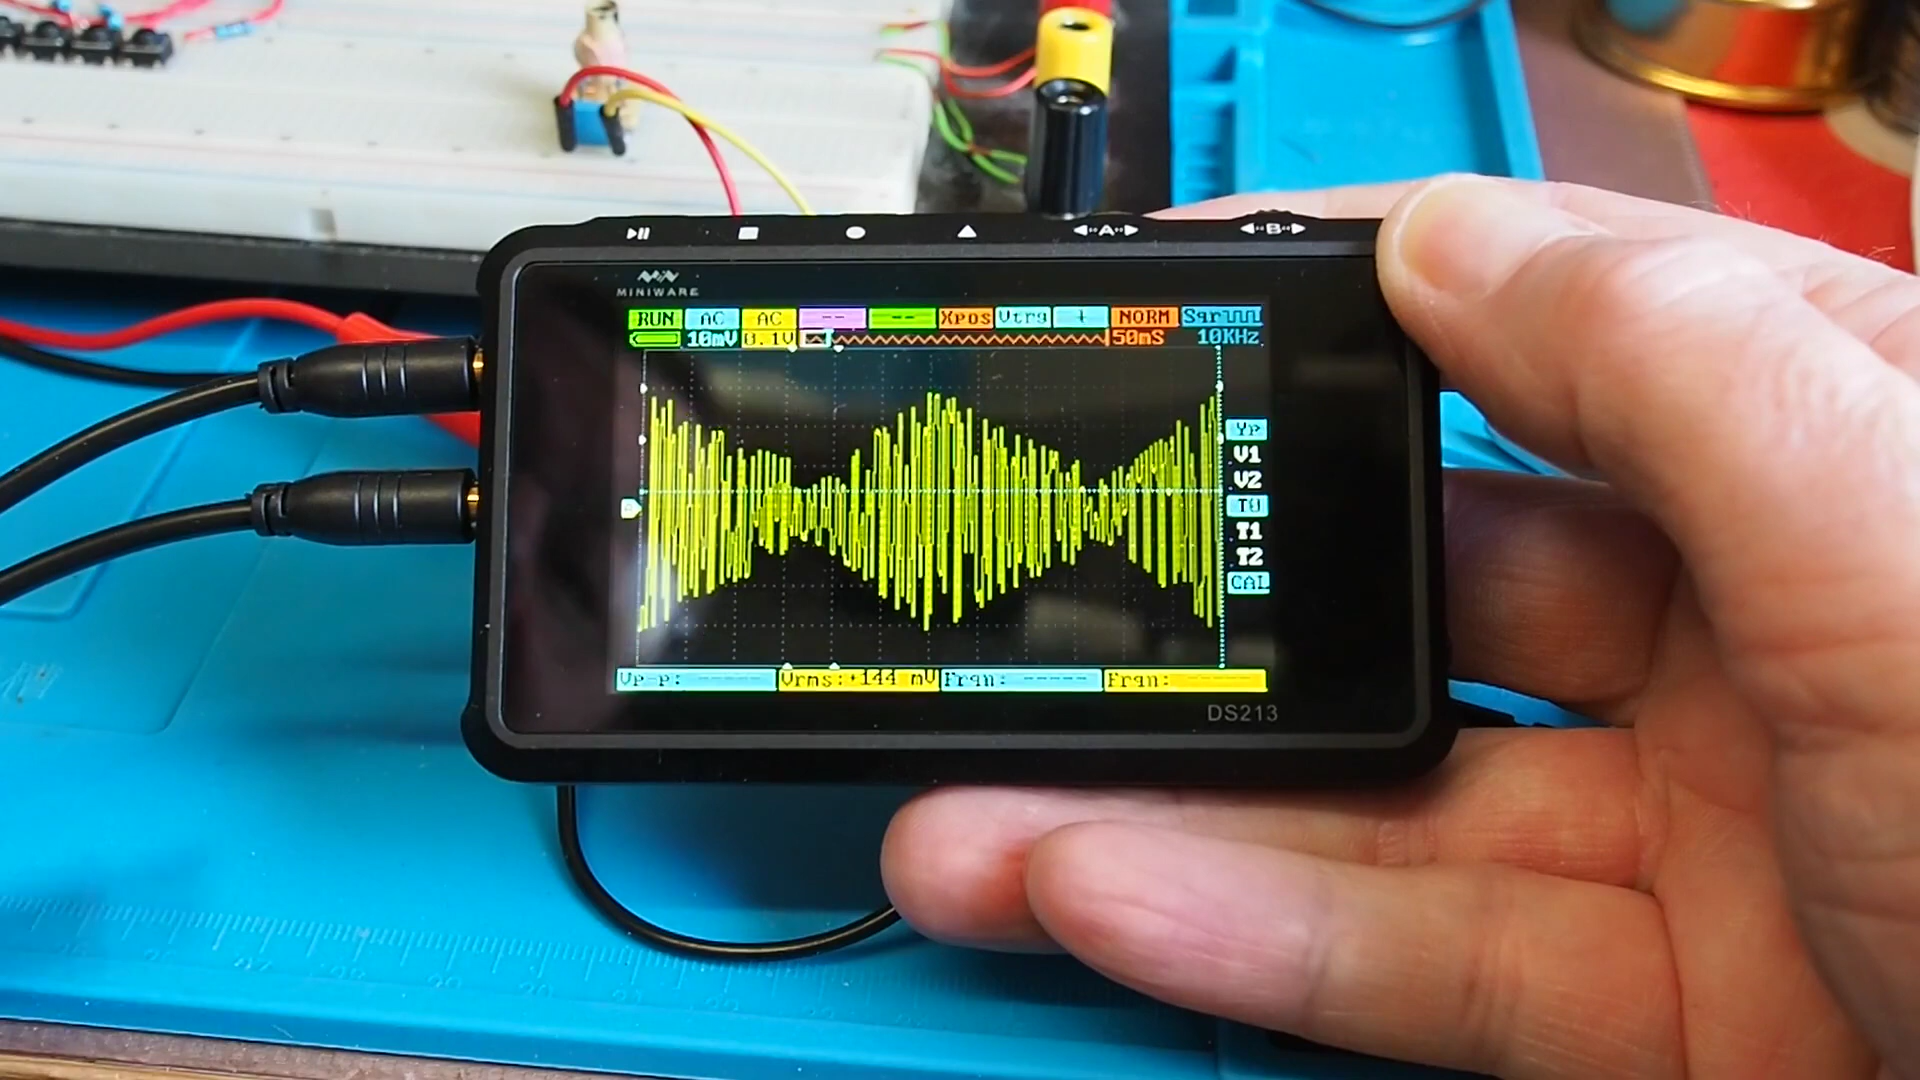 ◄··A··► ◄··B··►
MINIWARE
RUN AC AC -- -- Xpos Vtrg NORM Sqr
10mV 0.1V 50mS 10KHz
Yp
V1
V2
T0
T1
T2
CAL
Vp-p: ----- Vrms:+144 mV Frqn: ----- Frqn: -----
DS213